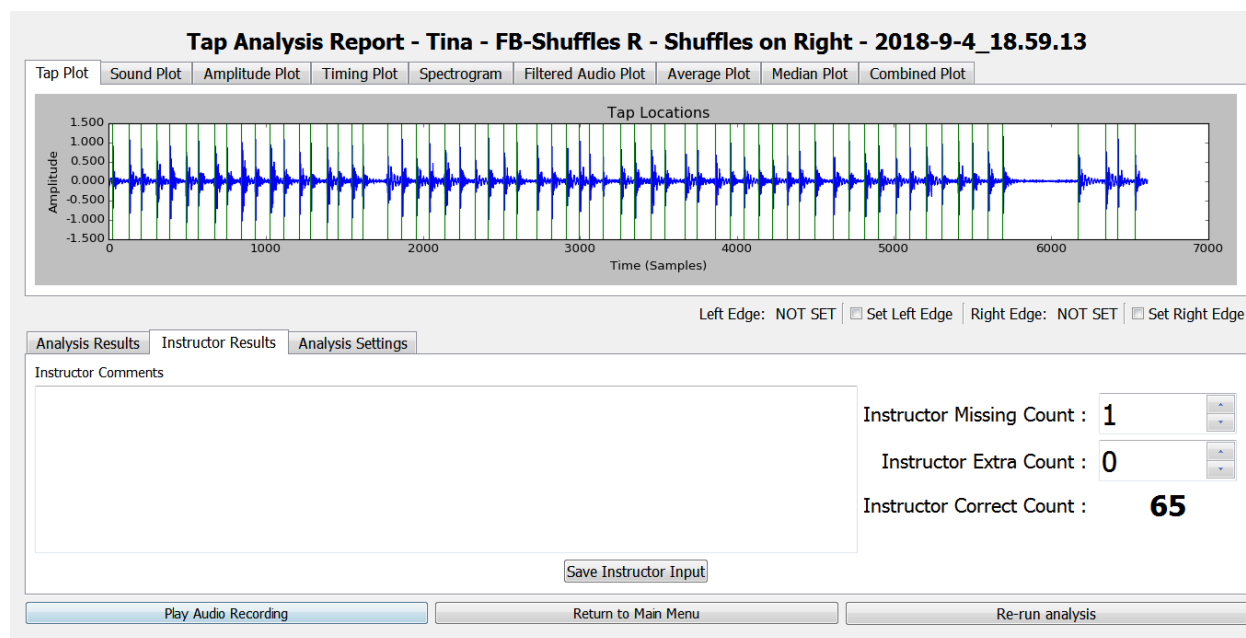 Tap Analysis Report - Tina - FB-Shuffles R - Shuffles on Right - 2018-9-4_18.59.13
Tap Plot Sound Plot Amplitude Plot Timing Plot Spectrogram Filtered Audio Plot Average Plot Median Plot Combined Plot
Tap Locations
1.500
1.000
0.500
0.000
-0.500
-1.000
-1.500
Amplitude
0 1000 2000 3000 4000 5000 6000 7000
Time (Samples)
Left Edge: NOT SET Set Left Edge Right Edge: NOT SET Set Right Edge
Analysis Results Instructor Results Analysis Settings
Instructor Comments
Instructor Missing Count : 1
Instructor Extra Count : 0
Instructor Correct Count : 65
Save Instructor Input
Play Audio Recording Return to Main Menu Re-run analysis